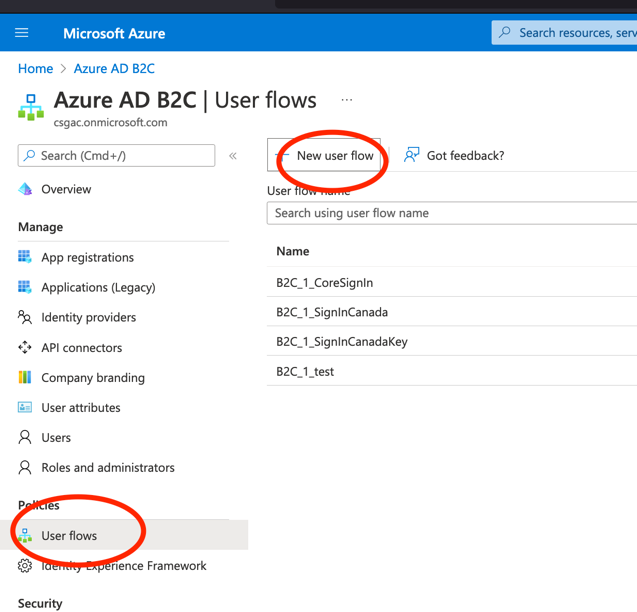 Microsoft Azure
Search resources, serv
Home > Azure AD B2C
Azure AD B2C | User flows ...
csgac.onmicrosoft.com
Search (Cmd+/)
«
New user flow
Got feedback?
Overview
User flow name
Search using user flow name
Manage
Name
App registrations
B2C_1_CoreSignIn
Applications (Legacy)
B2C_1_SignInCanada
Identity providers
B2C_1_SignInCanadaKey
API connectors
B2C_1_test
Company branding
User attributes
Users
Roles and administrators
Policies
User flows
Identity Experience Framework
Security